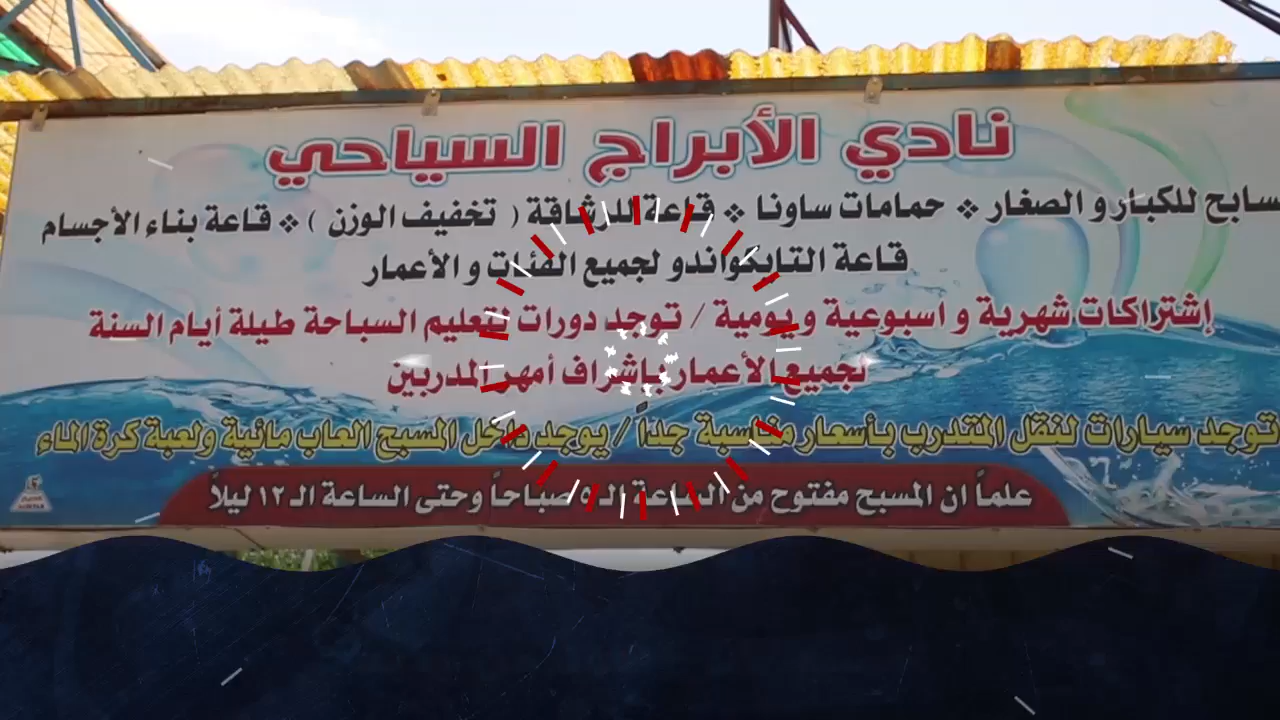 نادي الأبراج السياحي
سابح للكبار و الصغار ❖ حمامات ساونا ❖ قاعة للرشاقة ( تخفيف الوزن ) ❖ قاعة بناء الأجسام
قاعة التايكواندو لجميع الفئات و الأعمار
إشتراكات شهرية و اسبوعية و يومية / توجد دورات لتعليم السباحة طيلة أيام السنة
لجميع الأعمار بإشراف أمهر المدربين
توجد سيارات لنقل المتدرب بأسعار مناسبة جداً / يوجد داخل المسبح العاب مائية ولعبة كرة الماء
علماً ان المسبح مفتوح من الساعة الـ ٩ صباحاً وحتى الساعة الـ ١٢ ليلاً